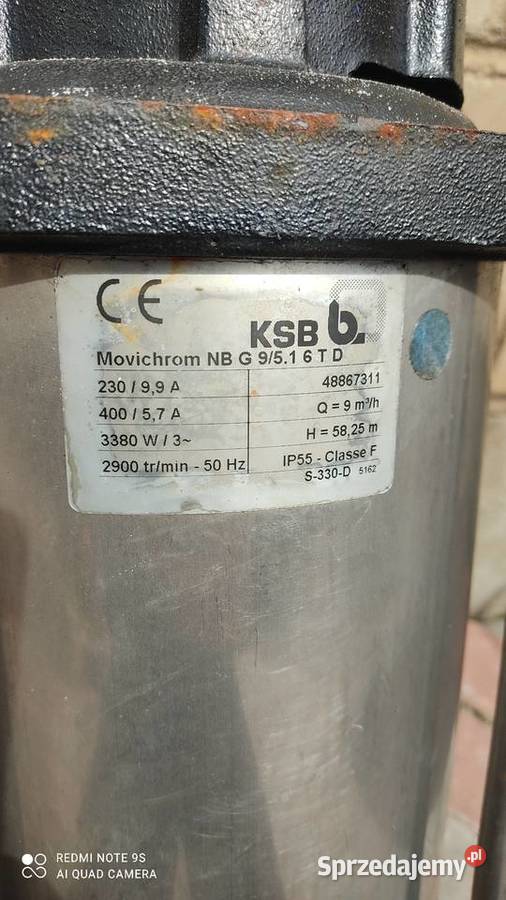 CE
KSB b.
Movichrom NB G 9/5.1 6 T D
230 / 9,9 A 48867311
400 / 5,7 A Q = 9 m³/h
3380 W / 3~ H = 58,25 m
2900 tr/min - 50 Hz IP55 - Classe F
S-330-D 5162
REDMI NOTE 9S
AI QUAD CAMERA
Sprzedajemy.pl